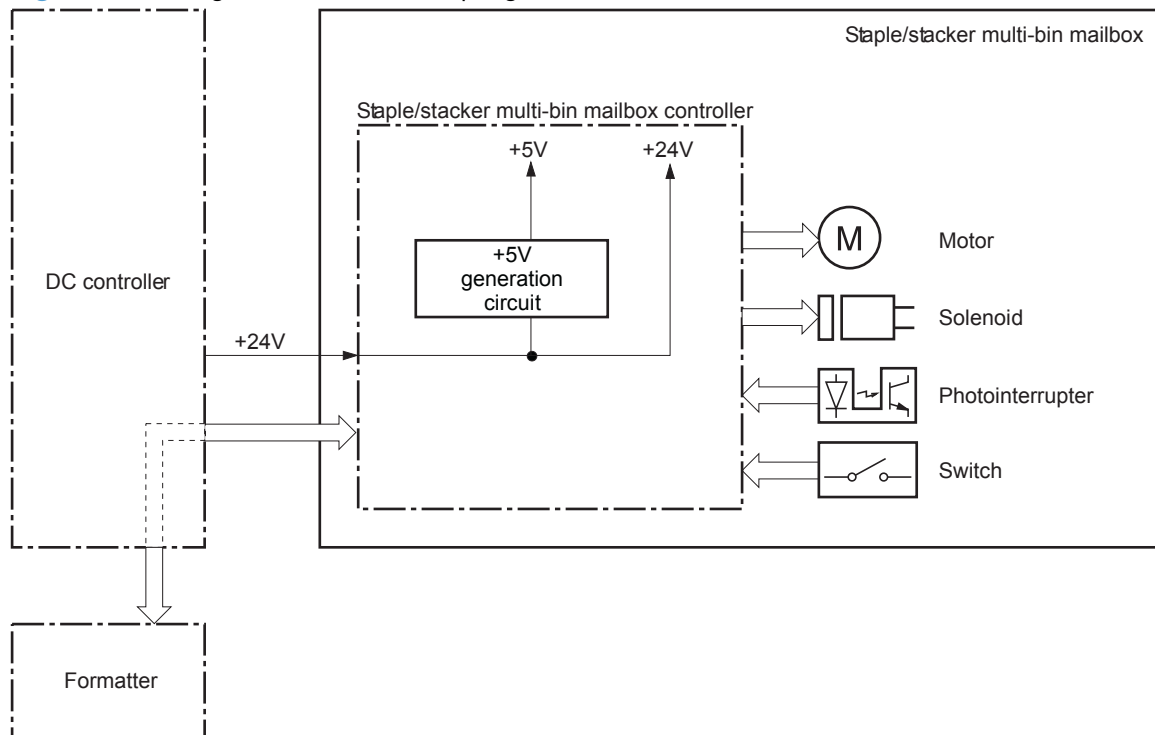 Staple/stacker multi-bin mailbox
Staple/stacker multi-bin mailbox controller
+5V
+24V
+5V
generation
circuit
DC controller
+24V
M
Motor
Solenoid
Photointerrupter
Switch
Formatter